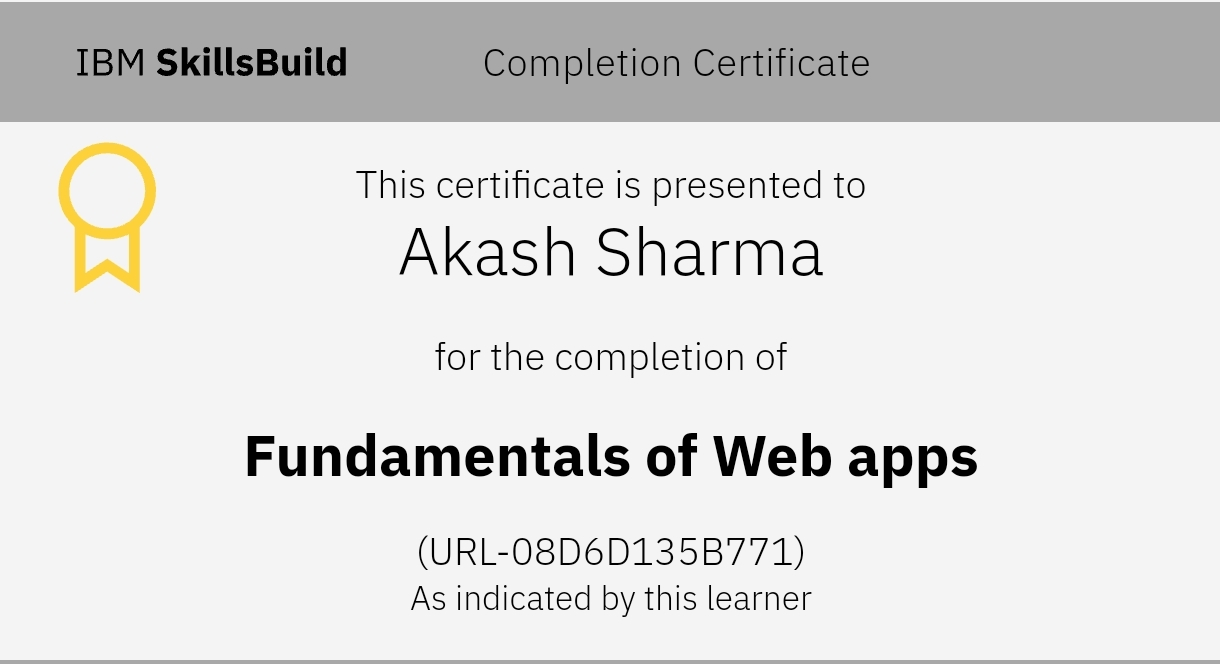 IBM SkillsBuild Completion Certificate
This certificate is presented to
Akash Sharma
for the completion of
Fundamentals of Web apps
(URL-08D6D135B771)
As indicated by this learner